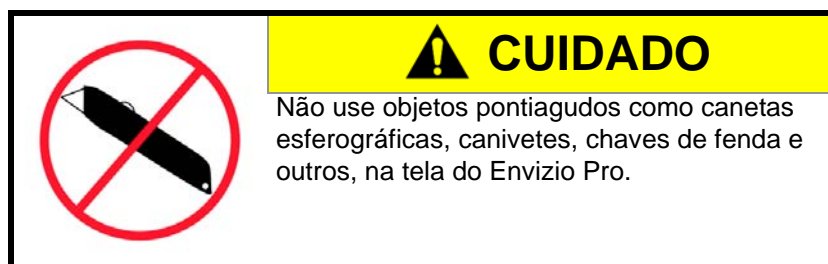 CUIDADO
Não use objetos pontiagudos como canetas
esferográficas, canivetes, chaves de fenda e
outros, na tela do Envizio Pro.